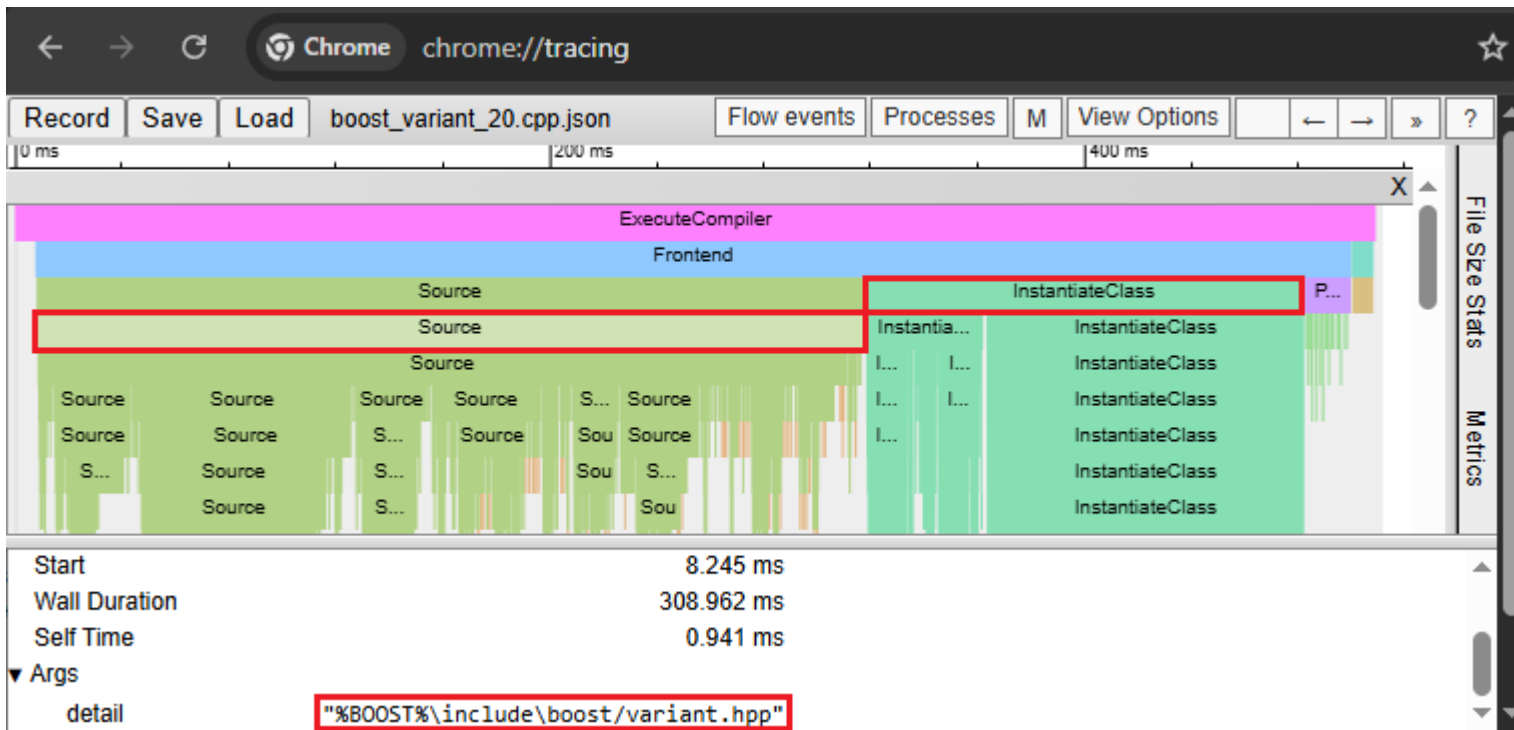 Chrome chrome://tracing
Record Save Load boost_variant_20.cpp.json Flow events Processes M View Options ← → » ?
0 ms 200 ms 400 ms
X
ExecuteCompiler
Frontend
Source InstantiateClass P...
Source Instantia... InstantiateClass
Source I... I... InstantiateClass
Source Source Source Source S... Source I... I... InstantiateClass
Source Source S... Source Sou Source I... InstantiateClass
S... Source S... Sou S... InstantiateClass
Source S... Sou InstantiateClass
File Size Stats
Metrics
Start 8.245 ms
Wall Duration 308.962 ms
Self Time 0.941 ms
▼ Args
detail "%BOOST%\include\boost/variant.hpp"